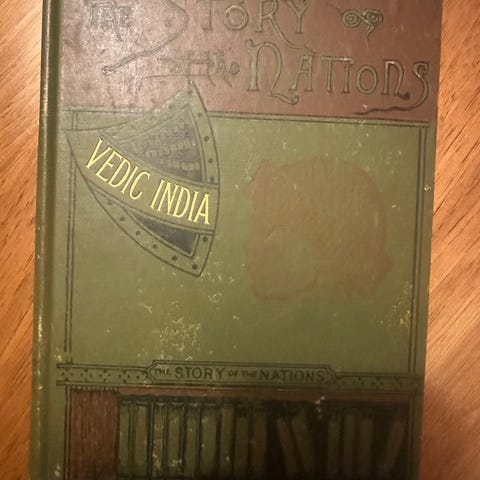 THE STORY OF
THE NATIONS
VEDIC INDIA
THE STORY OF THE NATIONS